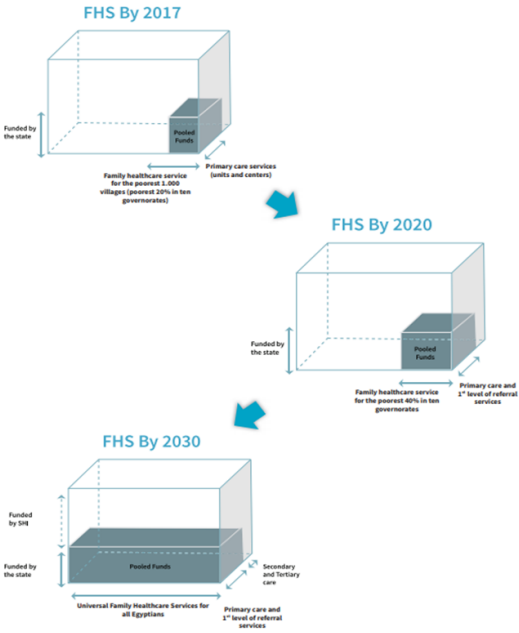 FHS By 2017
Funded by
the state
Pooled
Funds
Primary care services
(units and centers)
Family healthcare service
for the poorest 1.000
villages (poorest 20% in ten
governorates)
FHS By 2020
Funded by
the state
Pooled
Funds
Family healthcare service
for the poorest 40% in ten
governorates
Primary care and
1st level of referral
services
FHS By 2030
Funded
by SHI
Funded by
the state
Pooled Funds
Secondary
and Tertiary
care
Universal Family Healthcare Services for
all Egyptians
Primary care and
1st level of referral
services